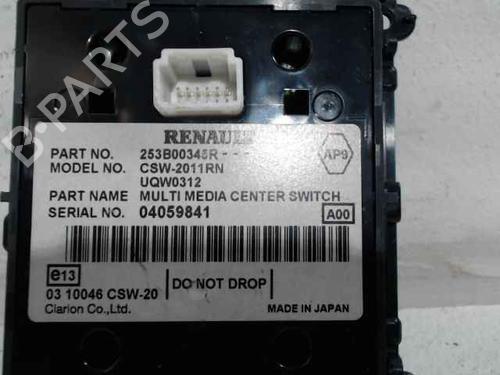 RENAULT
PART NO. 253B00345R - - -
MODEL NO. CSW-2011RN
UQW0312
AP9
PART NAME MULTI MEDIA CENTER SWITCH
SERIAL NO. 04059841
A00
e13
DO NOT DROP
03 10046 CSW-20
Clarion Co.,Ltd.
MADE IN JAPAN
B-PARTS